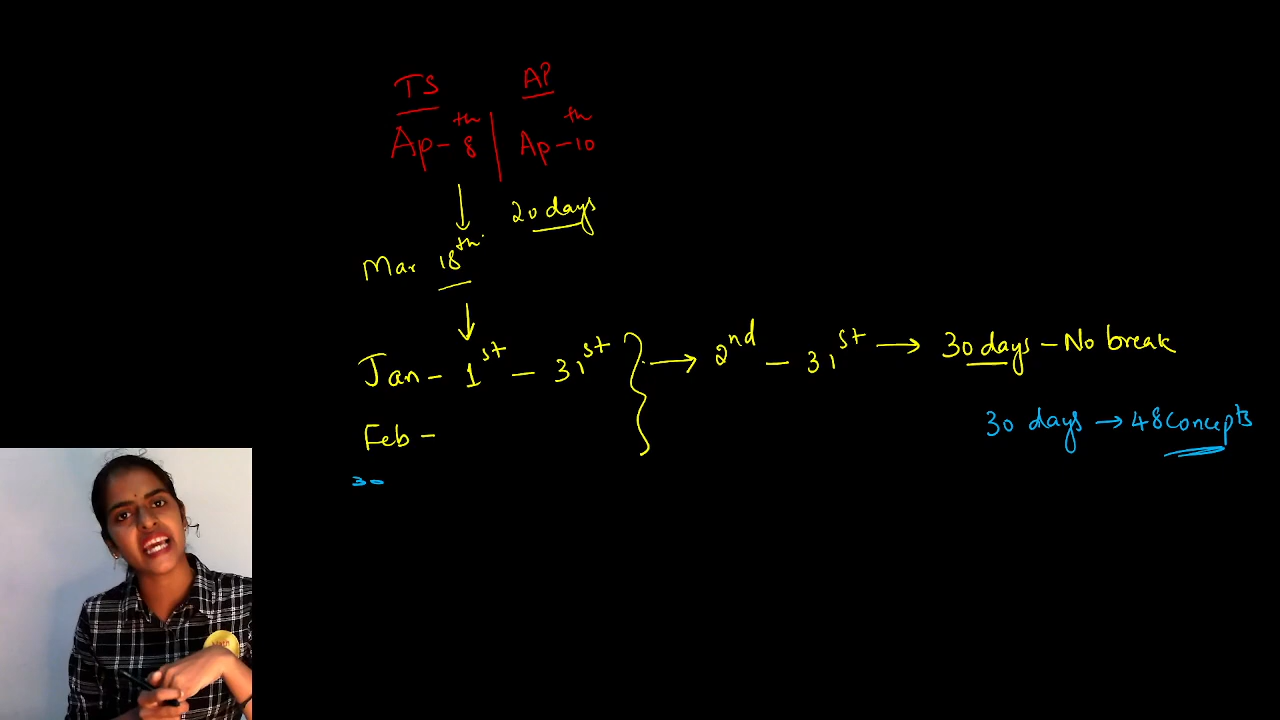 TS AP
Ap-8th | Ap-10th
20 days
Mar 18th
Jan - 1st - 31st } → 2nd - 31st → 30 days - No break
Feb -
30 days → 48 concepts
30